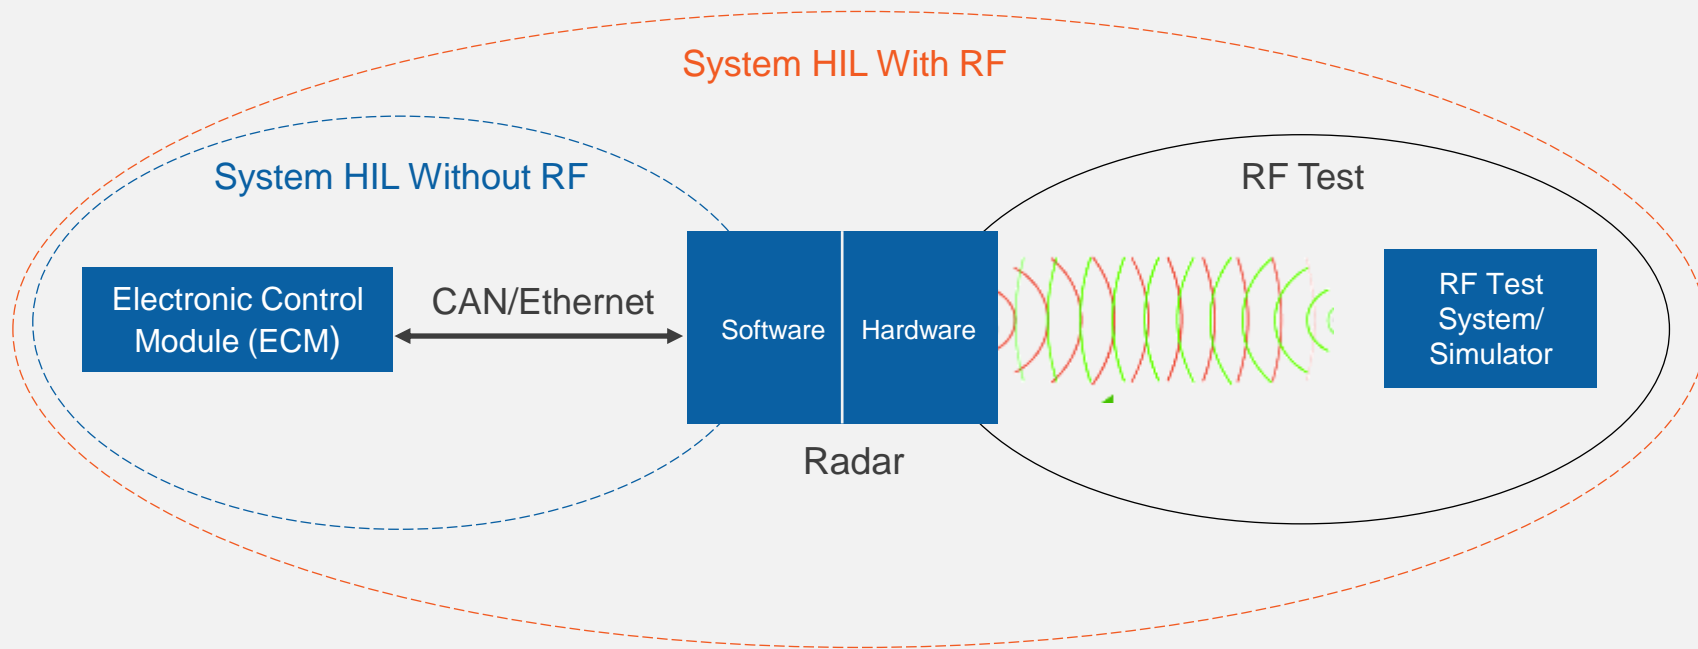 System HIL With RF
System HIL Without RF
RF Test
Electronic Control
Module (ECM)
CAN/Ethernet
Software
Hardware
RF Test
System/
Simulator
Radar